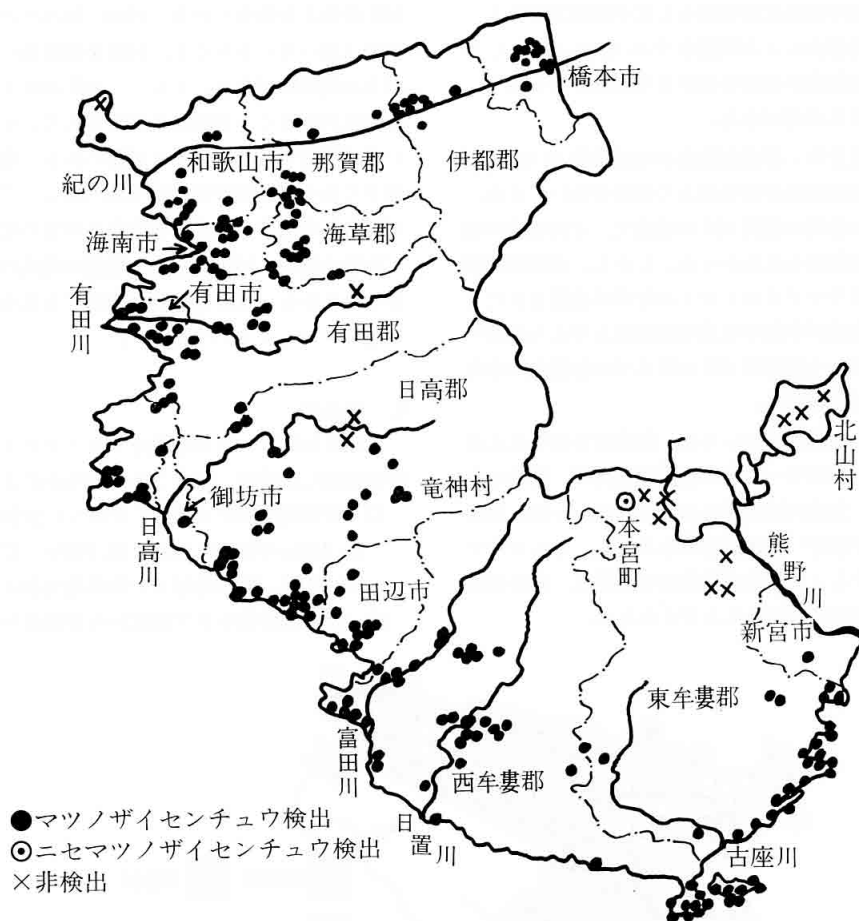 橋本市
和歌山市
那賀郡
伊都郡
紀の川
海南市
海草郡
有田川
有田市
有田郡
日高郡
北山村
御坊市
竜神村
日高川
本宮町
熊野川
田辺市
新宮市
東牟婁郡
富田川
西牟婁郡
日置川
古座川
●マツノザイセンチュウ検出
⊙ニセマツノザイセンチュウ検出
×非検出